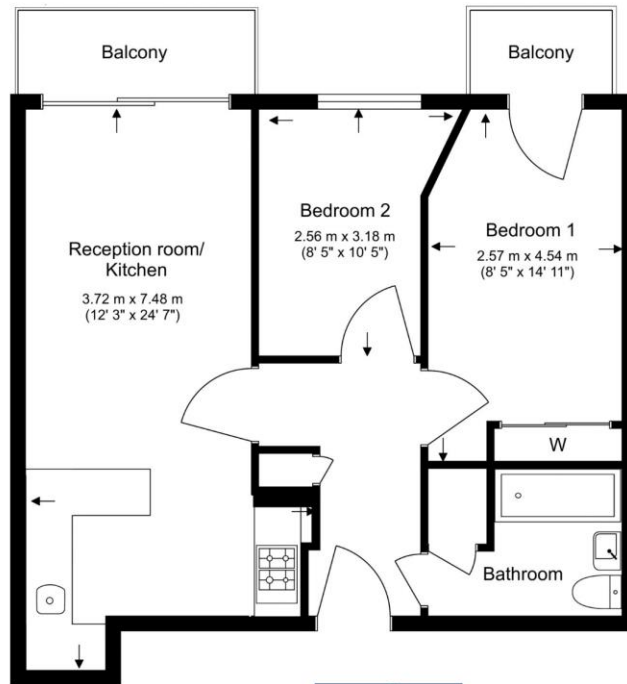 Balcony
Balcony
Bedroom 2
2.56 m x 3.18 m
(8' 5" x 10' 5")
Bedroom 1
2.57 m x 4.54 m
(8' 5" x 14' 11")
Reception room/
Kitchen
3.72 m x 7.48 m
(12' 3" x 24' 7")
W
Bathroom